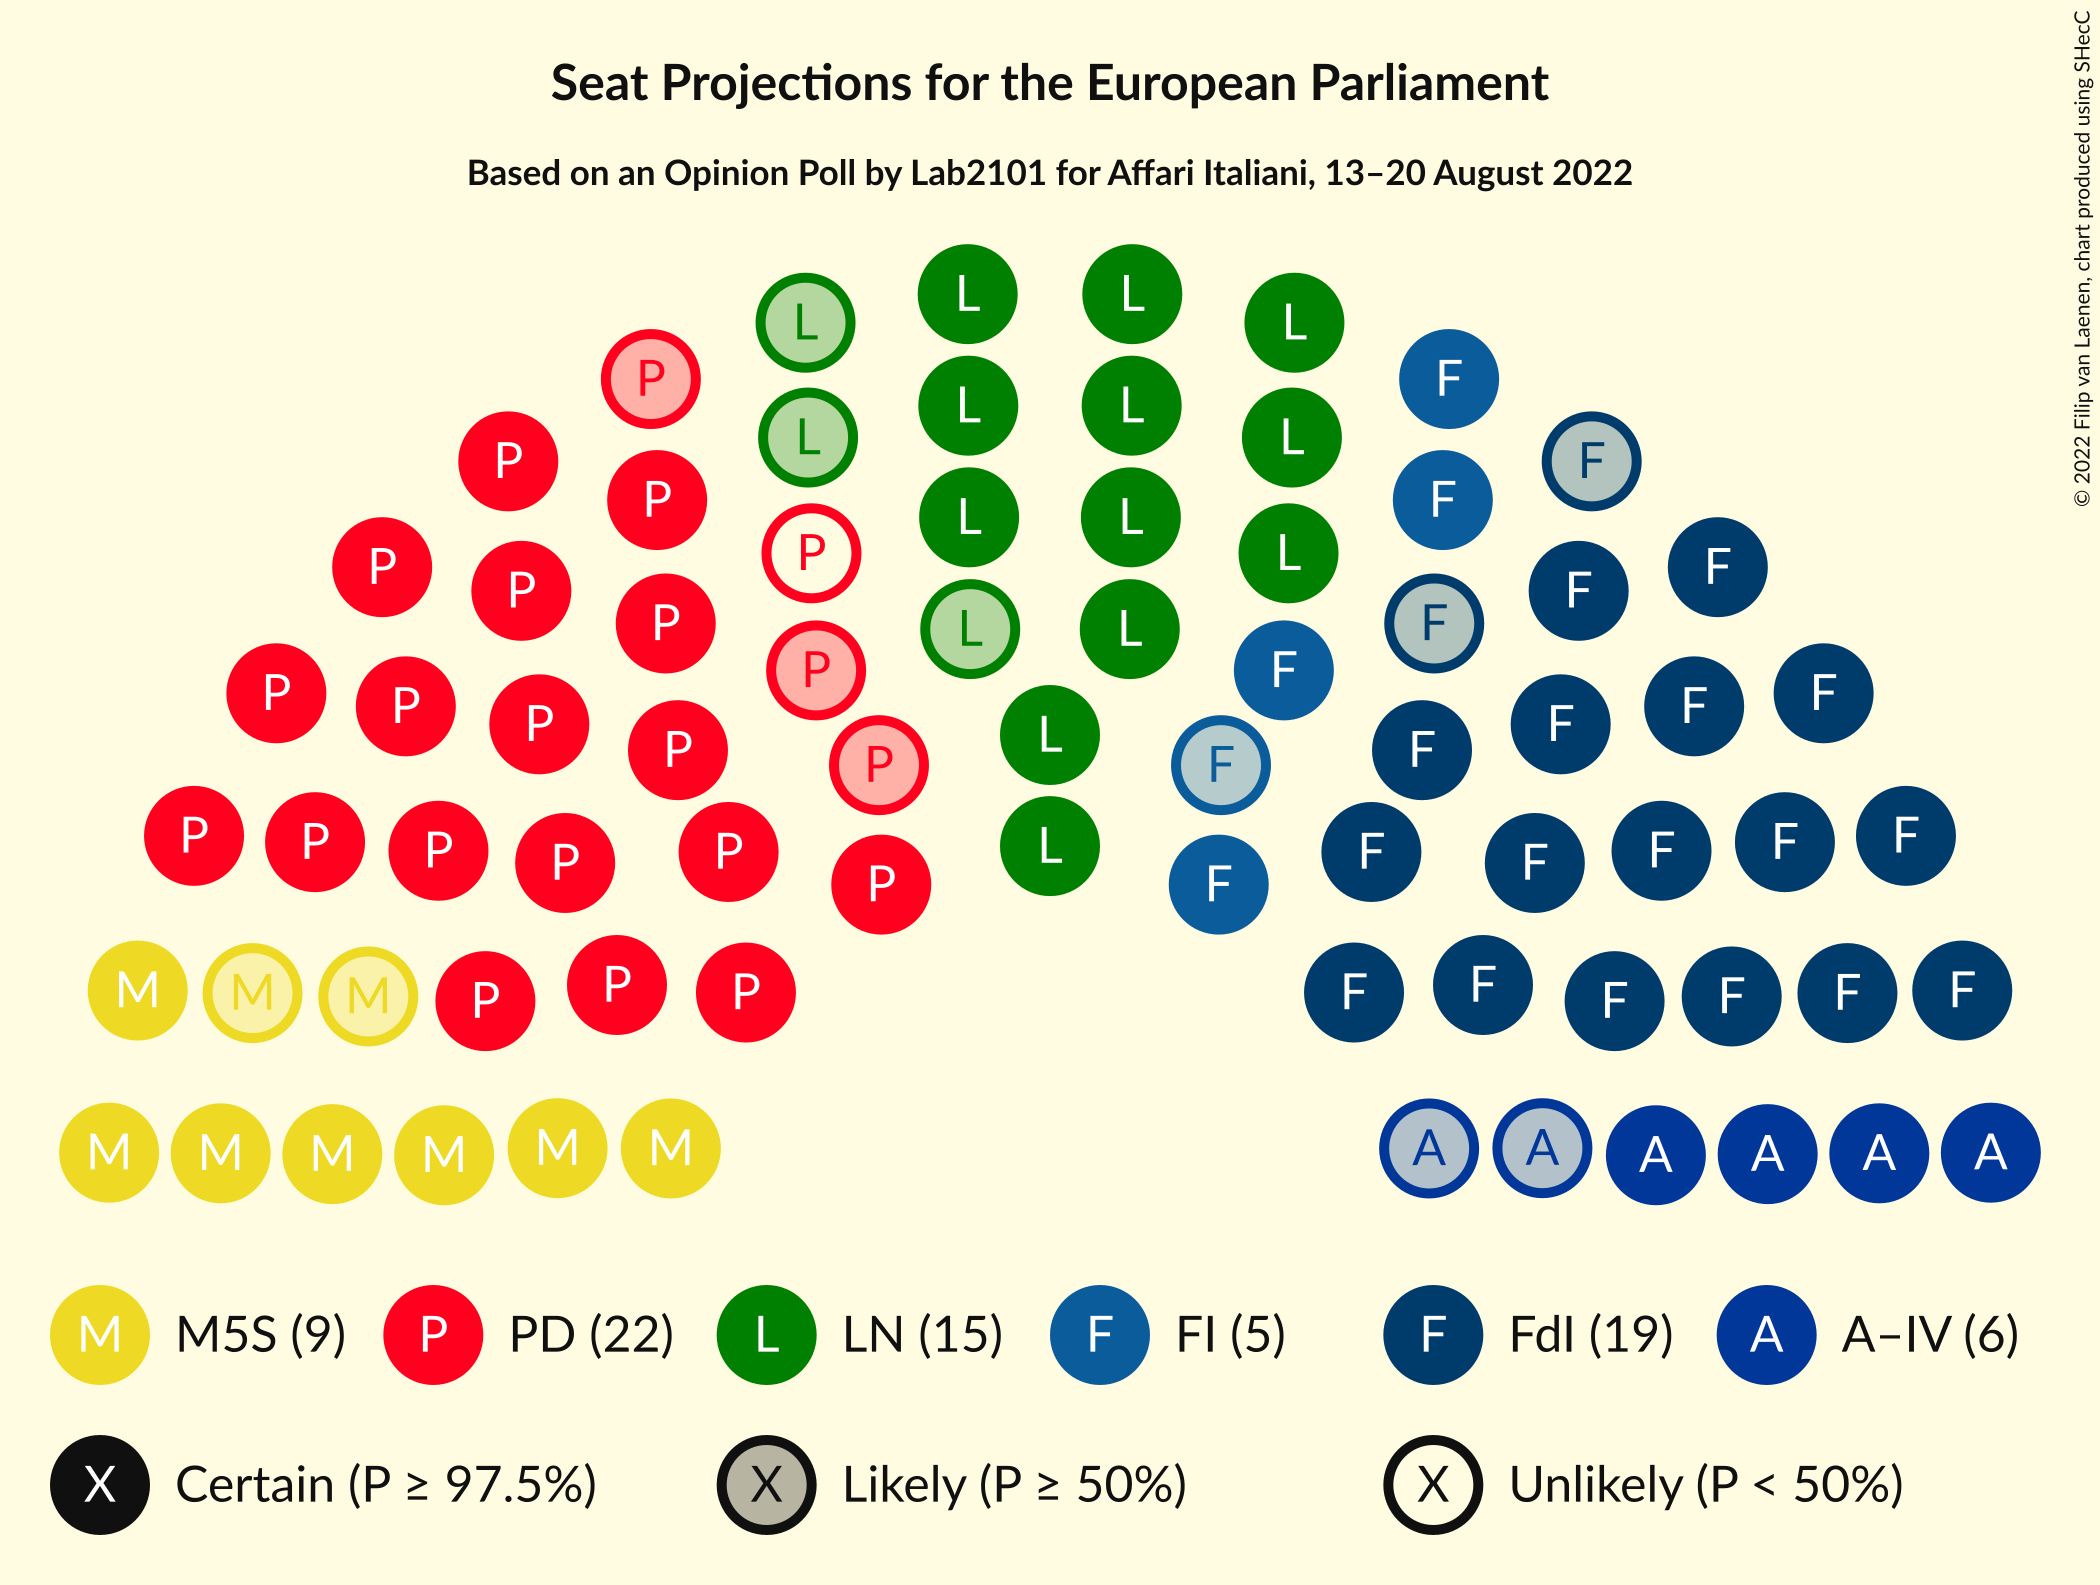 Seat Projections for the European Parliament
Based on an Opinion Poll by Lab2101 for Affari Italiani, 13–20 August 2022
© 2022 Filip van Laenen, chart produced using SHecC
L L
L L
P F
L L
P F
L L
P F
P F
L L
P F
P F
P F
L L
P F
P F
L L
P F
P F
P F
P F
L
P F
P F
P F
P F
L
P F
P F
P F
P F
M F
M F
M F
P F
P F
P F
M M M M M M A A A A A A
M M5S (9) P PD (22) L LN (15) F FI (5) F FdI (19) A A–IV (6)
X Certain (P ≥ 97.5%) X Likely (P ≥ 50%) X Unlikely (P < 50%)